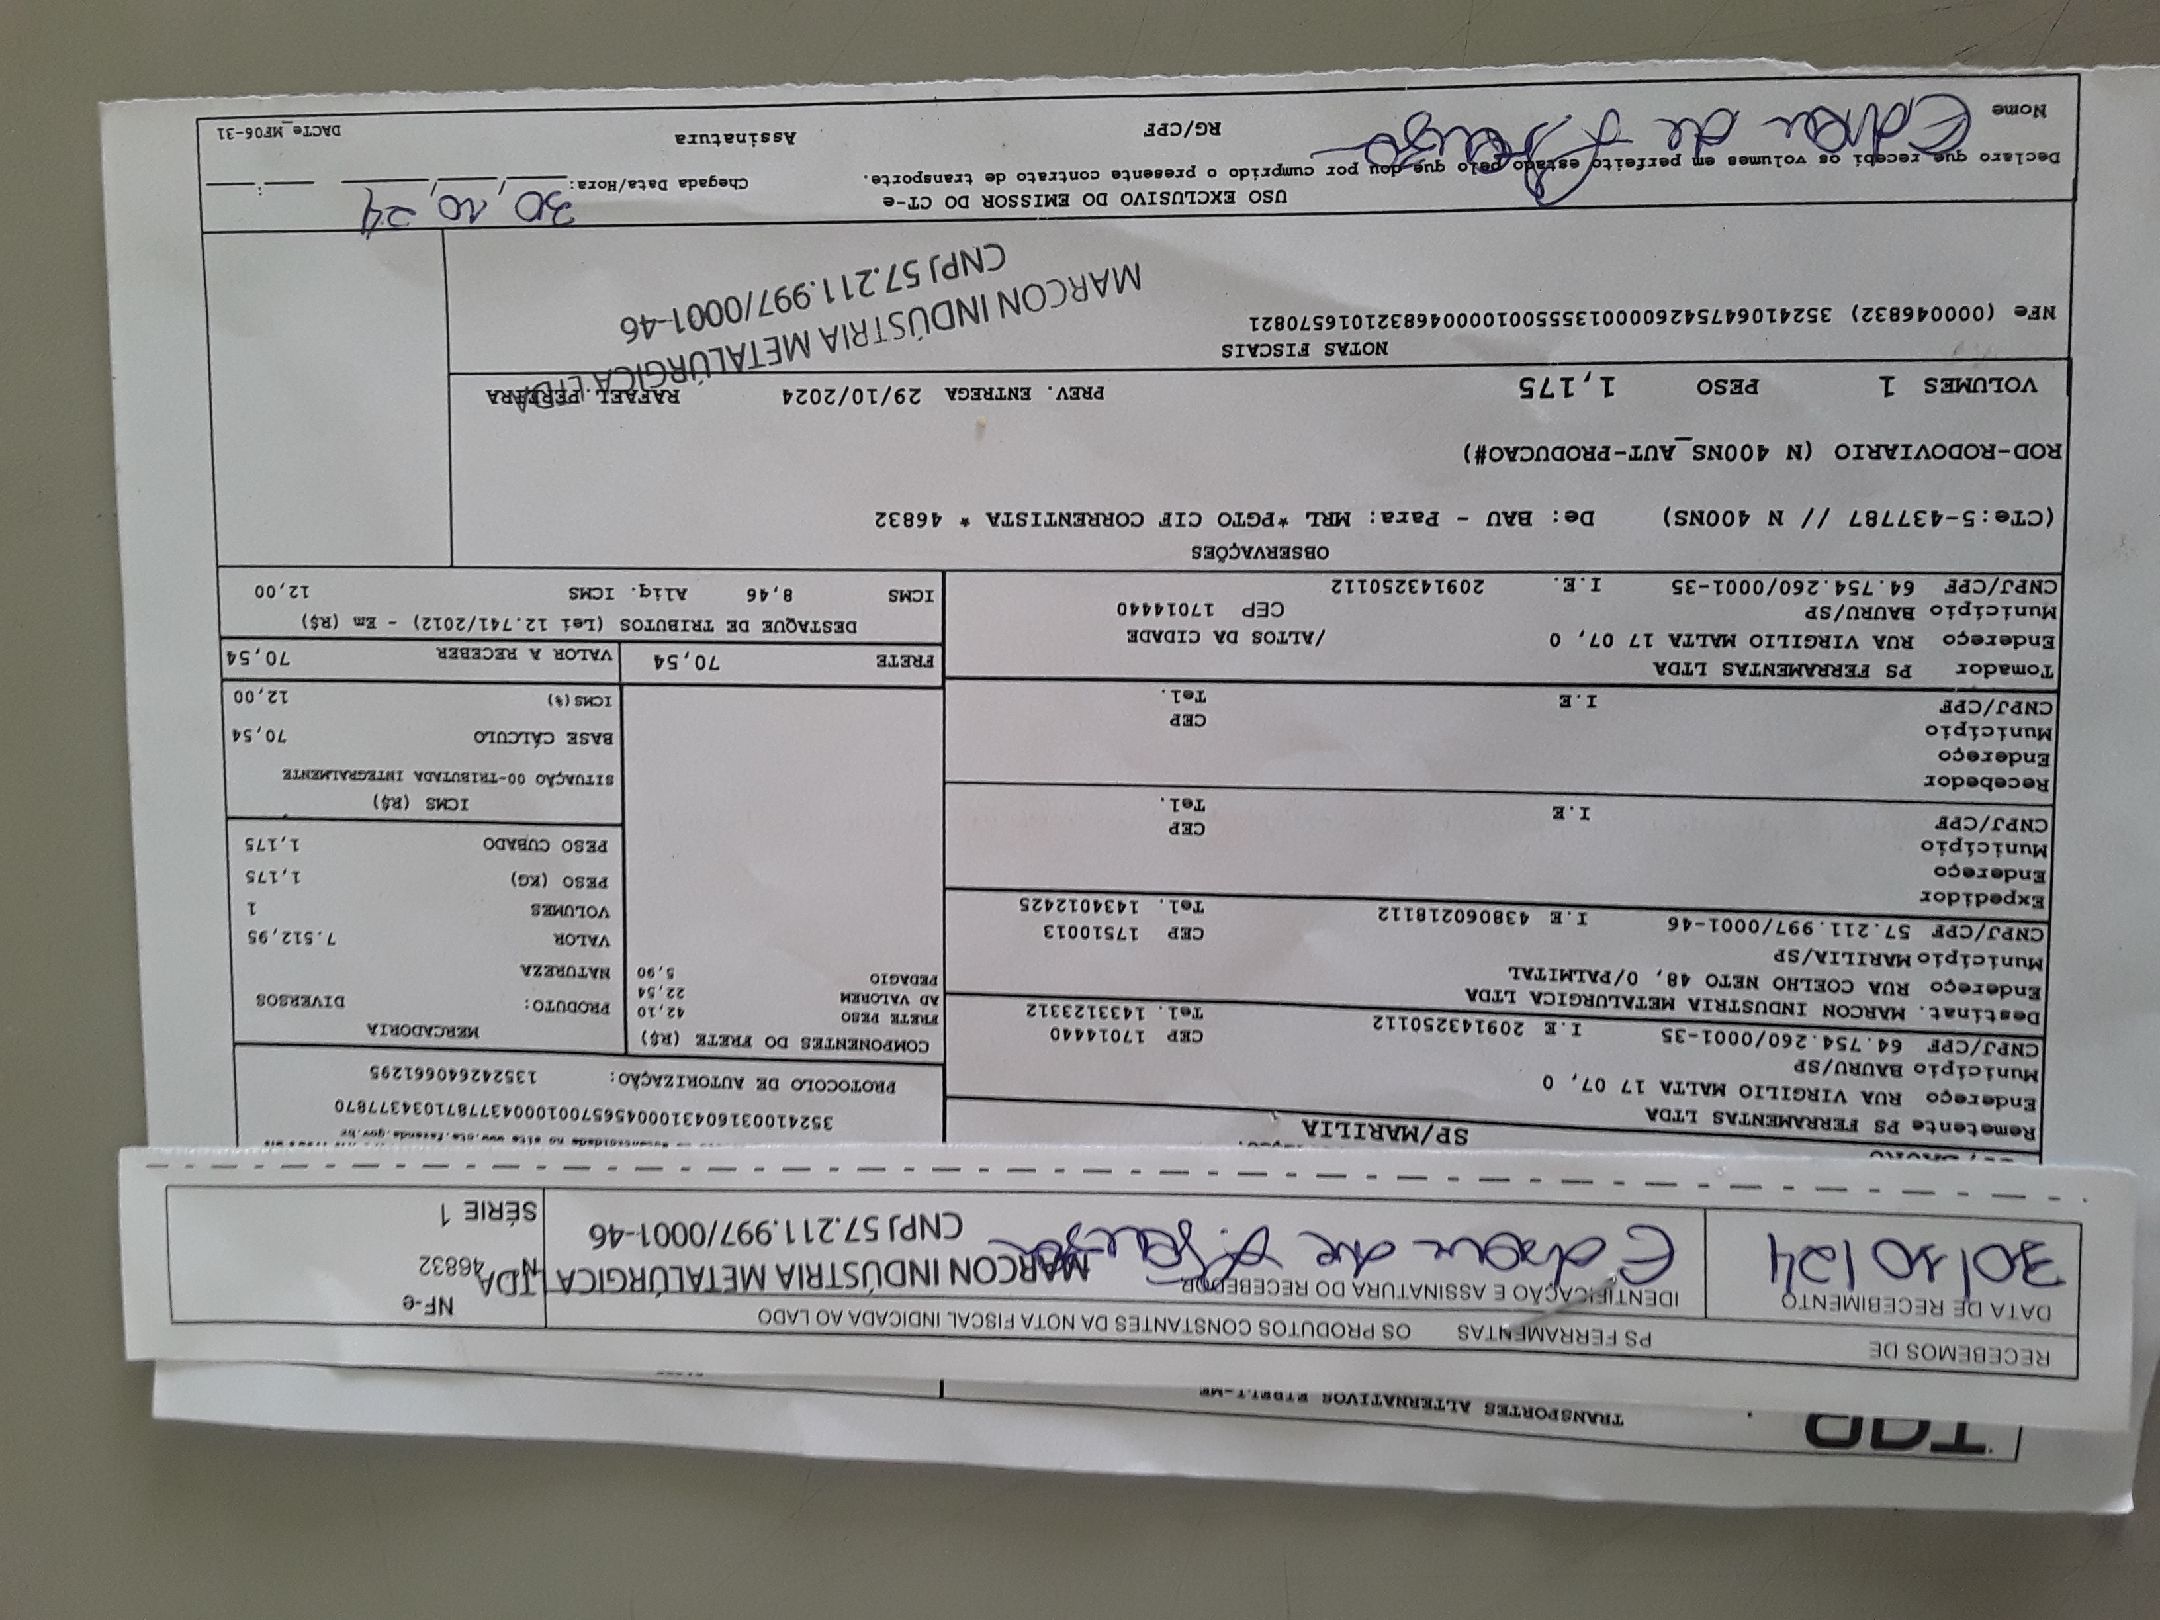 TRANSPORTES ALTERNATIVOS
RECEBEMOS DE PS FERRAMENTAS OS PRODUTOS CONSTANTES DA NOTA FISCAL INDICADA AO LADO
NF-e
N 46832
SÉRIE 1
DATA DE RECEBIMENTO
30/10/24
IDENTIFICAÇÃO E ASSINATURA DO RECEBEDOR
MARCON INDÚSTRIA METALÚRGICA LTDA
CNPJ 57.211.997/0001-46
SP/MARILIA
35241003160431000456570010004377871034377870
PROTOCOLO DE AUTORIZAÇÃO: 135242640661295
Remetente PS FERRAMENTAS LTDA
Endereço RUA VIRGILIO MALTA 17 07, 0
Município BAURU/SP CEP 17014440
CNPJ/CPF 64.754.260/0001-35 I.E 209143250112 Tel. 1433123312
Destinat. MARCON INDUSTRIA METALURGICA LTDA
Endereço RUA COELHO NETO 48, 0/PALMITAL
Município MARILIA/SP CEP 17510013
CNPJ/CPF 57.211.997/0001-46 I.E 438060218112 Tel. 1434012425
Expedidor
Endereço
Município CEP
CNPJ/CPF I.E Tel.
Recebedor
Endereço
Município CEP
CNPJ/CPF I.E Tel.
Tomador PS FERRAMENTAS LTDA
Endereço RUA VIRGILIO MALTA 17 07, 0 /ALTOS DA CIDADE
Município BAURU/SP CEP 17014440
CNPJ/CPF 64.754.260/0001-35 I.E. 209143250112
COMPONENTES DO FRETE (R$)
FRETE PESO 42,10
AD VALOREM 22,54
PEDAGIO 5,90
MERCADORIA
PRODUTO: DIVERSOS
NATUREZA
VALOR 7.512,95
VOLUMES 1
PESO (KG) 1,175
PESO CUBADO 1,175
ICMS (R$)
SITUAÇÃO 00-TRIBUTADA INTEGRALMENTE
BASE CÁLCULO 70,54
ICMS(%) 12,00
FRETE 70,54 VALOR A RECEBER 70,54
DESTAQUE DE TRIBUTOS (Lei 12.741/2012) - Em (R$)
ICMS 8,46 Aliq. ICMS 12,00
OBSERVAÇÕES
(CTe:5-437787 // N 400NS) De: BAU - Para: MRL *PGTO CIF CORRENTISTA * 46832
ROD-RODOVIARIO (N 400NS_AUT-PRODUCAO#)
VOLUMES 1 PESO 1,175 PREV. ENTREGA 29/10/2024 RAFAEL PEREIRA
NOTAS FISCAIS
NFe (000046832) 35241064754260000135550010000468321016570821
MARCON INDÚSTRIA METALÚRGICA LTDA
CNPJ 57.211.997/0001-46
USO EXCLUSIVO DO EMISSOR DO CT-e
Declaro que recebi os volumes em perfeito estado pelo que dou por cumprido o presente contrato de transporte.
Chegada Data/Hora: 30, 10, 24
Nome RG/CPF Assinatura
DACTe_MF06-31